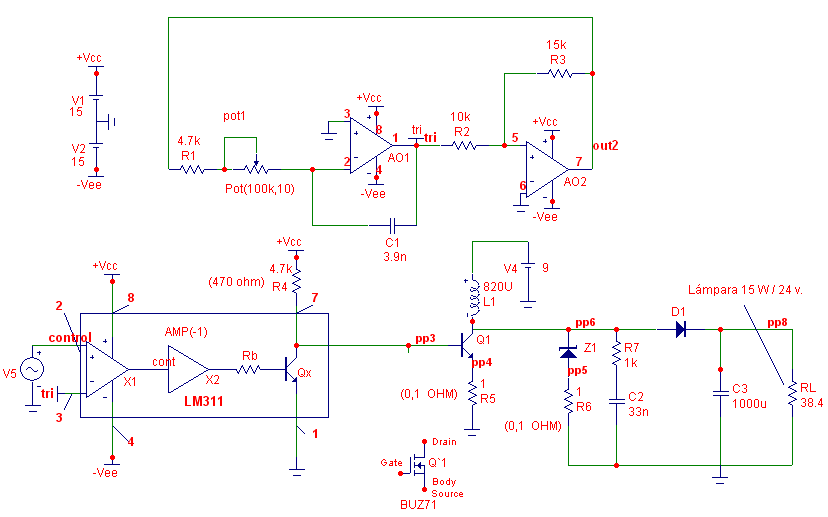 +Vcc
V1
15
V2
15
-Vee
pot1
4.7k
R1
Pot(100k,10)
3
+Vcc
8
1
tri
tri
2
AO1
4
-Vee
C1
3.9n
10k
R2
15k
R3
5
+Vcc
out2
7
6
AO2
-Vee
+Vcc
8
2
control
V5
tri
3
X1
4
-Vee
AMP(-1)
cont
X2
LM311
Rb
+Vcc
4.7k
(470 ohm)
R4
7
Qx
1
pp3
820U
L1
V4
9
Q1
pp4
1
(0,1 OHM)
R5
pp6
Z1
pp5
1
R6
(0,1 OHM)
R7
1k
C2
33n
D1
Lámpara 15 W / 24 v.
pp8
C3
1000u
RL
38.4
Drain
Gate
Q`1
Body
Source
BUZ71